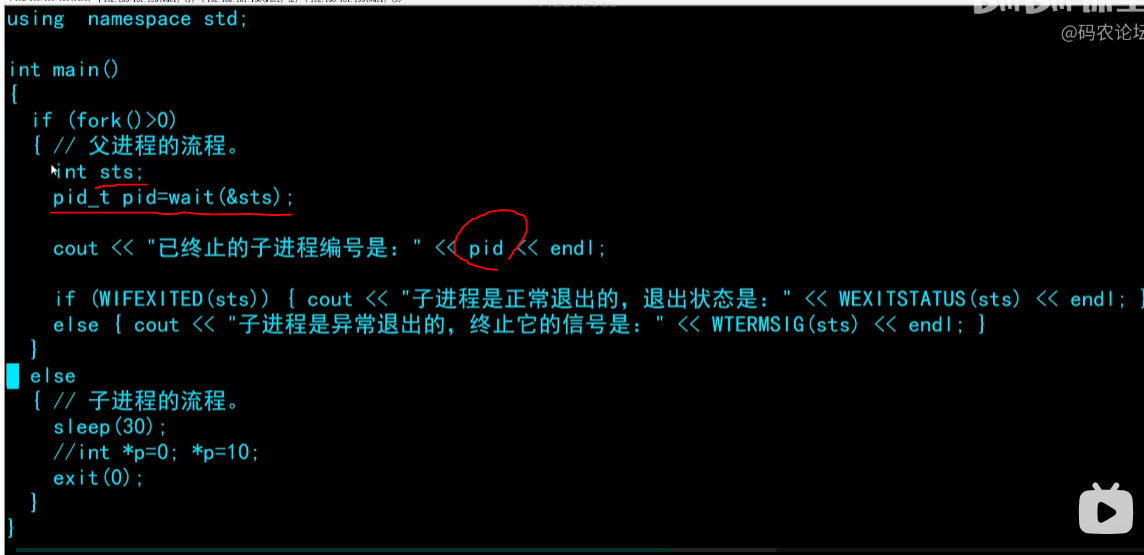 using  namespace std;
@码农论坛
int main()
{
if (fork()>0)
{ // 父进程的流程。
int sts;
pid_t pid=wait(&sts);
cout << "已终止的子进程编号是：" << pid << endl;
if (WIFEXITED(sts)) { cout << "子进程是正常退出的，退出状态是：" << WEXITSTATUS(sts) << endl; }
else { cout << "子进程是异常退出的，终止它的信号是：" << WTERMSIG(sts) << endl; }
}
else
{ // 子进程的流程。
sleep(30);
//int *p=0; *p=10;
exit(0);
}
}